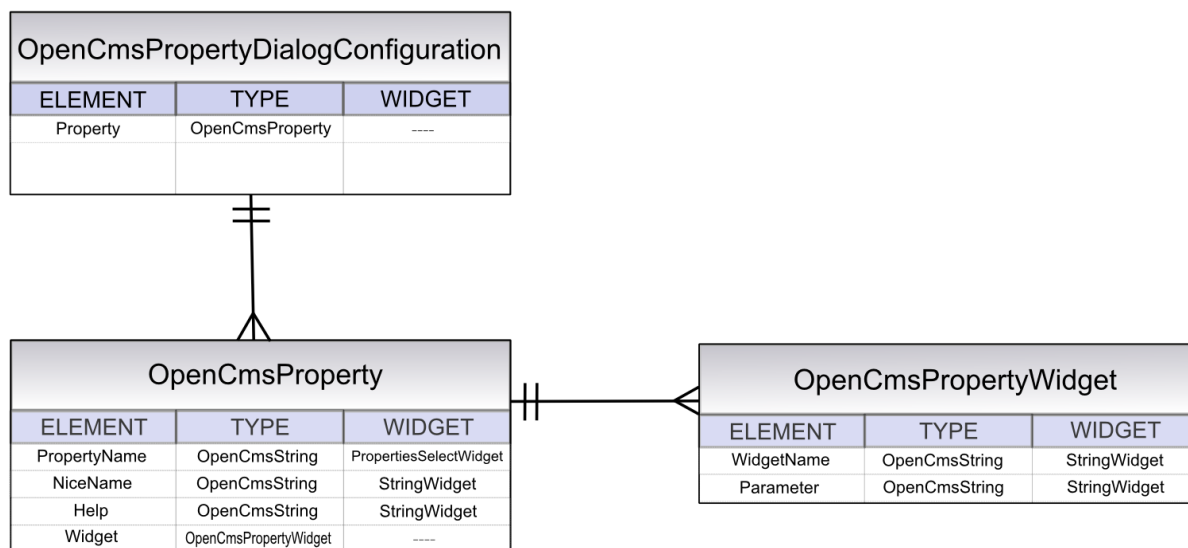 OpenCmsPropertyDialogConfiguration
ELEMENT TYPE WIDGET
Property OpenCmsProperty ----
OpenCmsProperty
ELEMENT TYPE WIDGET
PropertyName OpenCmsString PropertiesSelectWidget
NiceName OpenCmsString StringWidget
Help OpenCmsString StringWidget
Widget OpenCmsPropertyWidget ----
OpenCmsPropertyWidget
ELEMENT TYPE WIDGET
WidgetName OpenCmsString StringWidget
Parameter OpenCmsString StringWidget